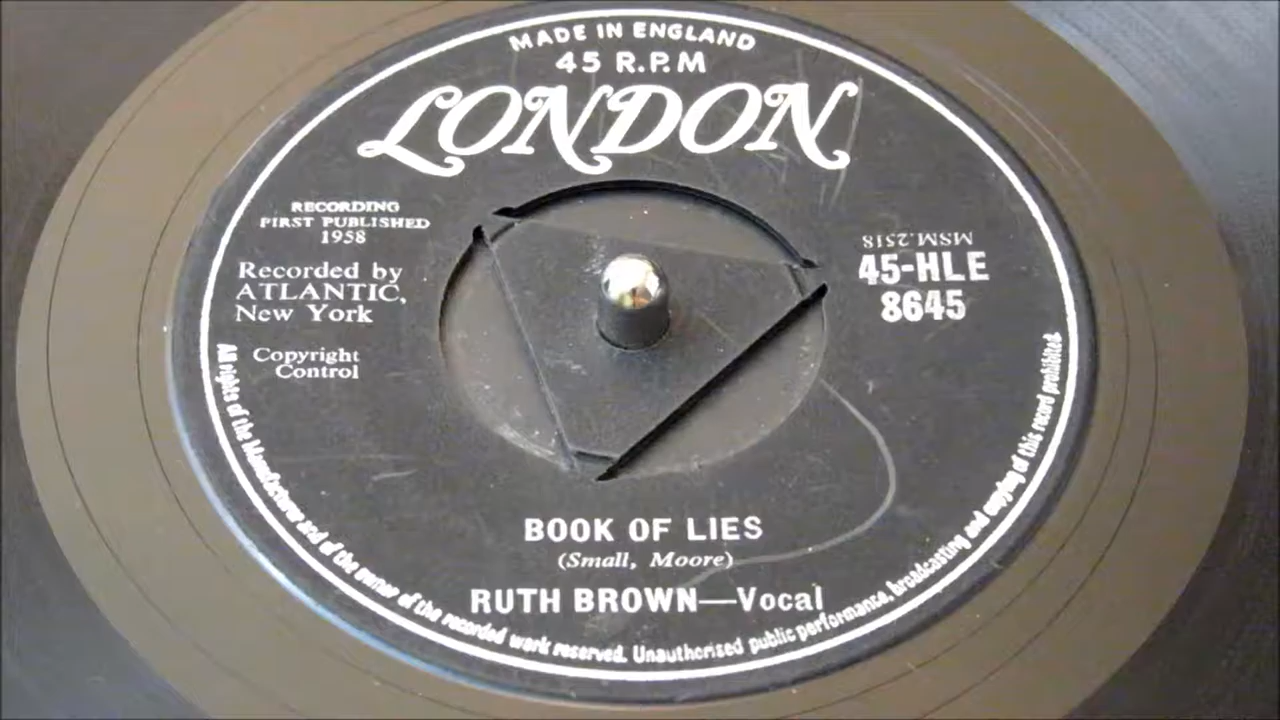 MADE IN ENGLAND
45 R.P.M
LONDON
RECORDING
FIRST PUBLISHED
1958
Recorded by
ATLANTIC,
New York
Copyright
Control
MSM.2518
45-HLE
8645
BOOK OF LIES
(Small, Moore)
RUTH BROWN—Vocal
All rights of the Manufacturer and of the owner of the recorded work reserved. Unauthorised public performance, broadcasting and copying of this record prohibited.